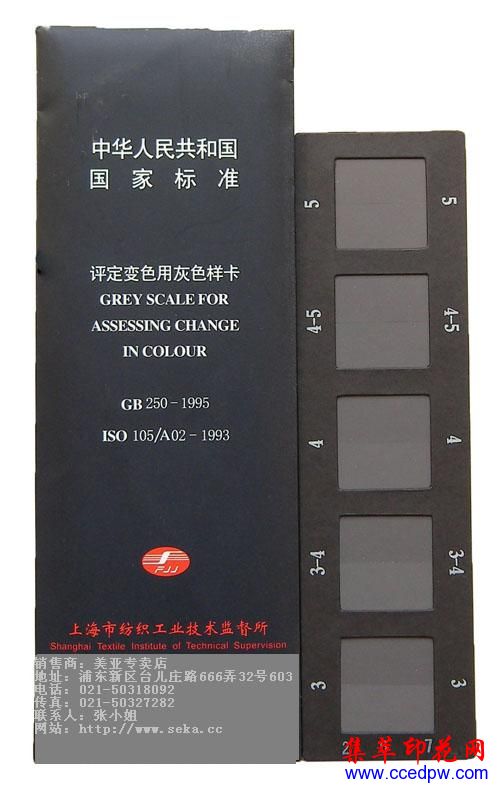 中华人民共和国
国家标准
评定变色用灰色样卡
GREY SCALE FOR
ASSESSING CHANGE
IN COLOUR
GB 250-1995
ISO 105/A02-1993
FJJ
上海市纺织工业技术监督所
Shanghai Textile Institute of Technical Supervision
销售商: 美亚专卖店
地址: 浦东新区台儿庄路666弄32号603
电话: 021-50318092
传真: 021-50327282
联系人: 张小姐
网站: http://www.seka.cc
5 5
4-5 4-5
4 4
3-4 3-4
3 3
2 7
集萃印花网
www.ccedpw.com